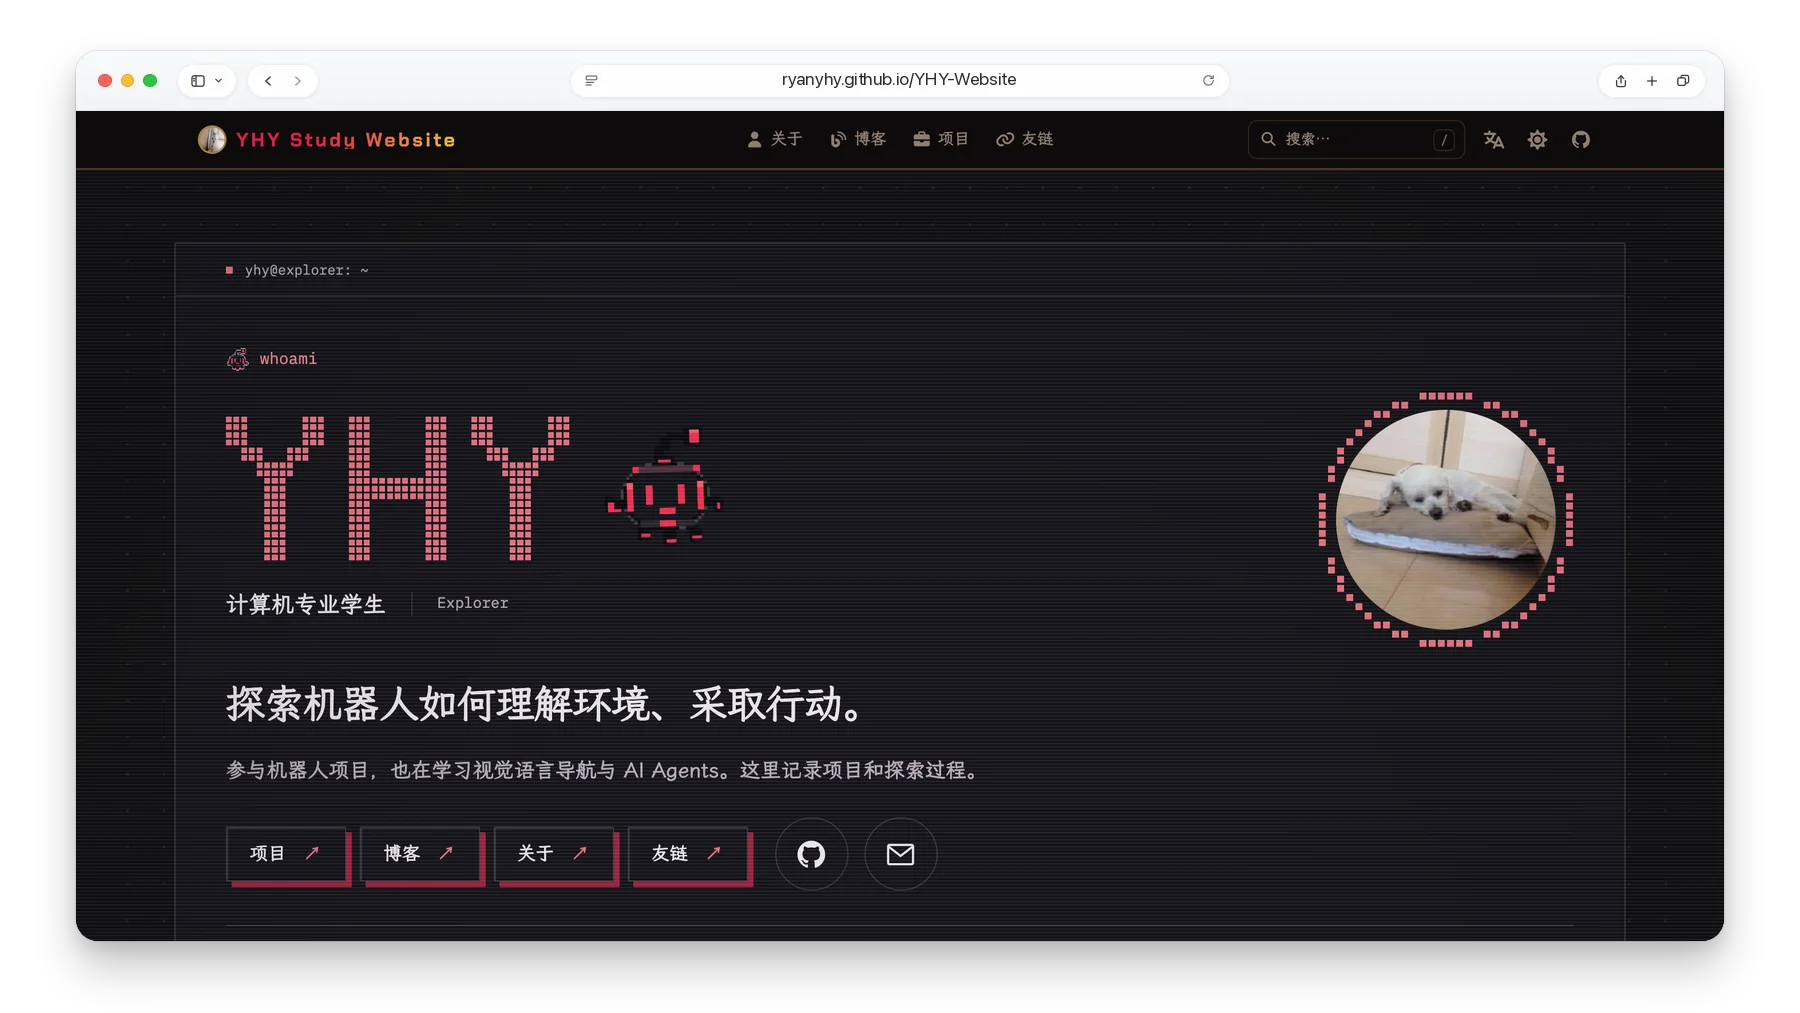 ryanyhy.github.io/YHY-Website
YHY Study Website
关于
博客
项目
友链
搜索…
/
yhy@explorer: ~
whoami
YHY
计算机专业学生
Explorer
探索机器人如何理解环境、采取行动。
参与机器人项目，也在学习视觉语言导航与 AI Agents。这里记录项目和探索过程。
项目 ↗
博客 ↗
关于 ↗
友链 ↗